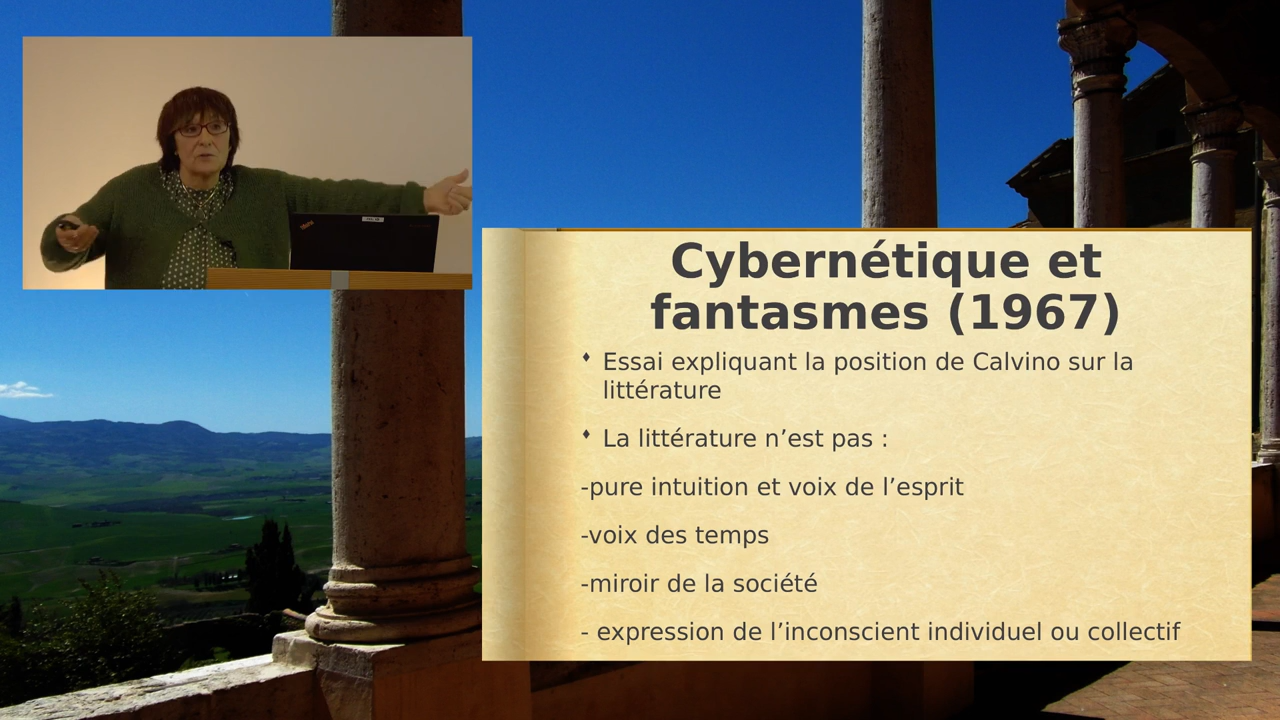 Cybernétique et
fantasmes (1967)
Essai expliquant la position de Calvino sur la
littérature
La littérature n’est pas :
-pure intuition et voix de l’esprit
-voix des temps
-miroir de la société
- expression de l’inconscient individuel ou collectif